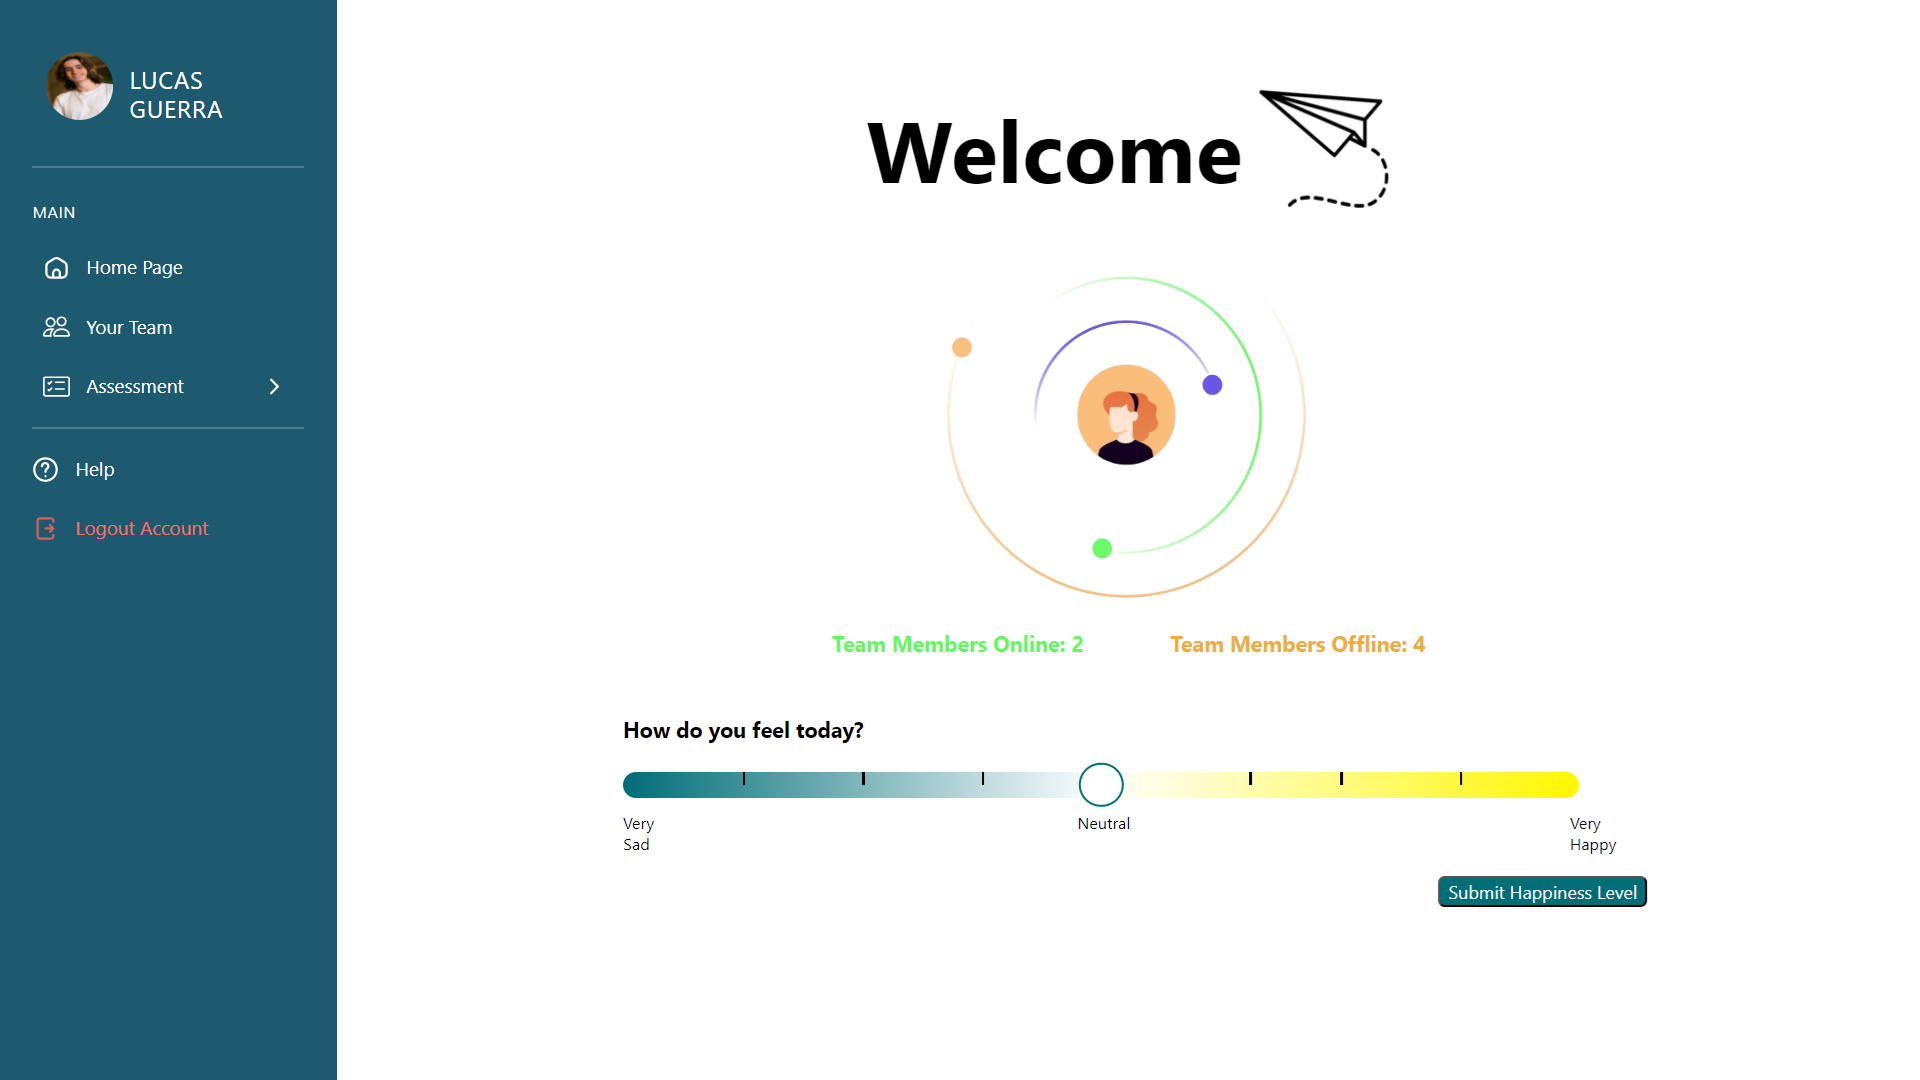 LUCAS
GUERRA
MAIN
Home Page
Your Team
Assessment
Help
Logout Account
Welcome
Team Members Online: 2
Team Members Offline: 4
How do you feel today?
Very
Sad
Neutral
Very
Happy
Submit Happiness Level